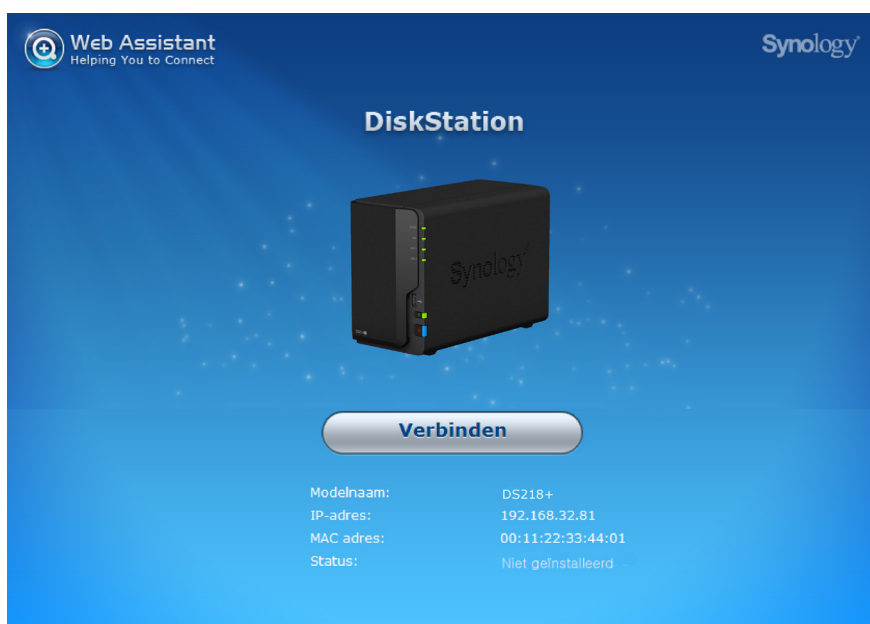 Web Assistant
Helping You to Connect
Synology
DiskStation
Synology
Verbinden
Modelnaam: DS218+
IP-adres: 192.168.32.81
MAC adres: 00:11:22:33:44:01
Status: Niet geïnstalleerd